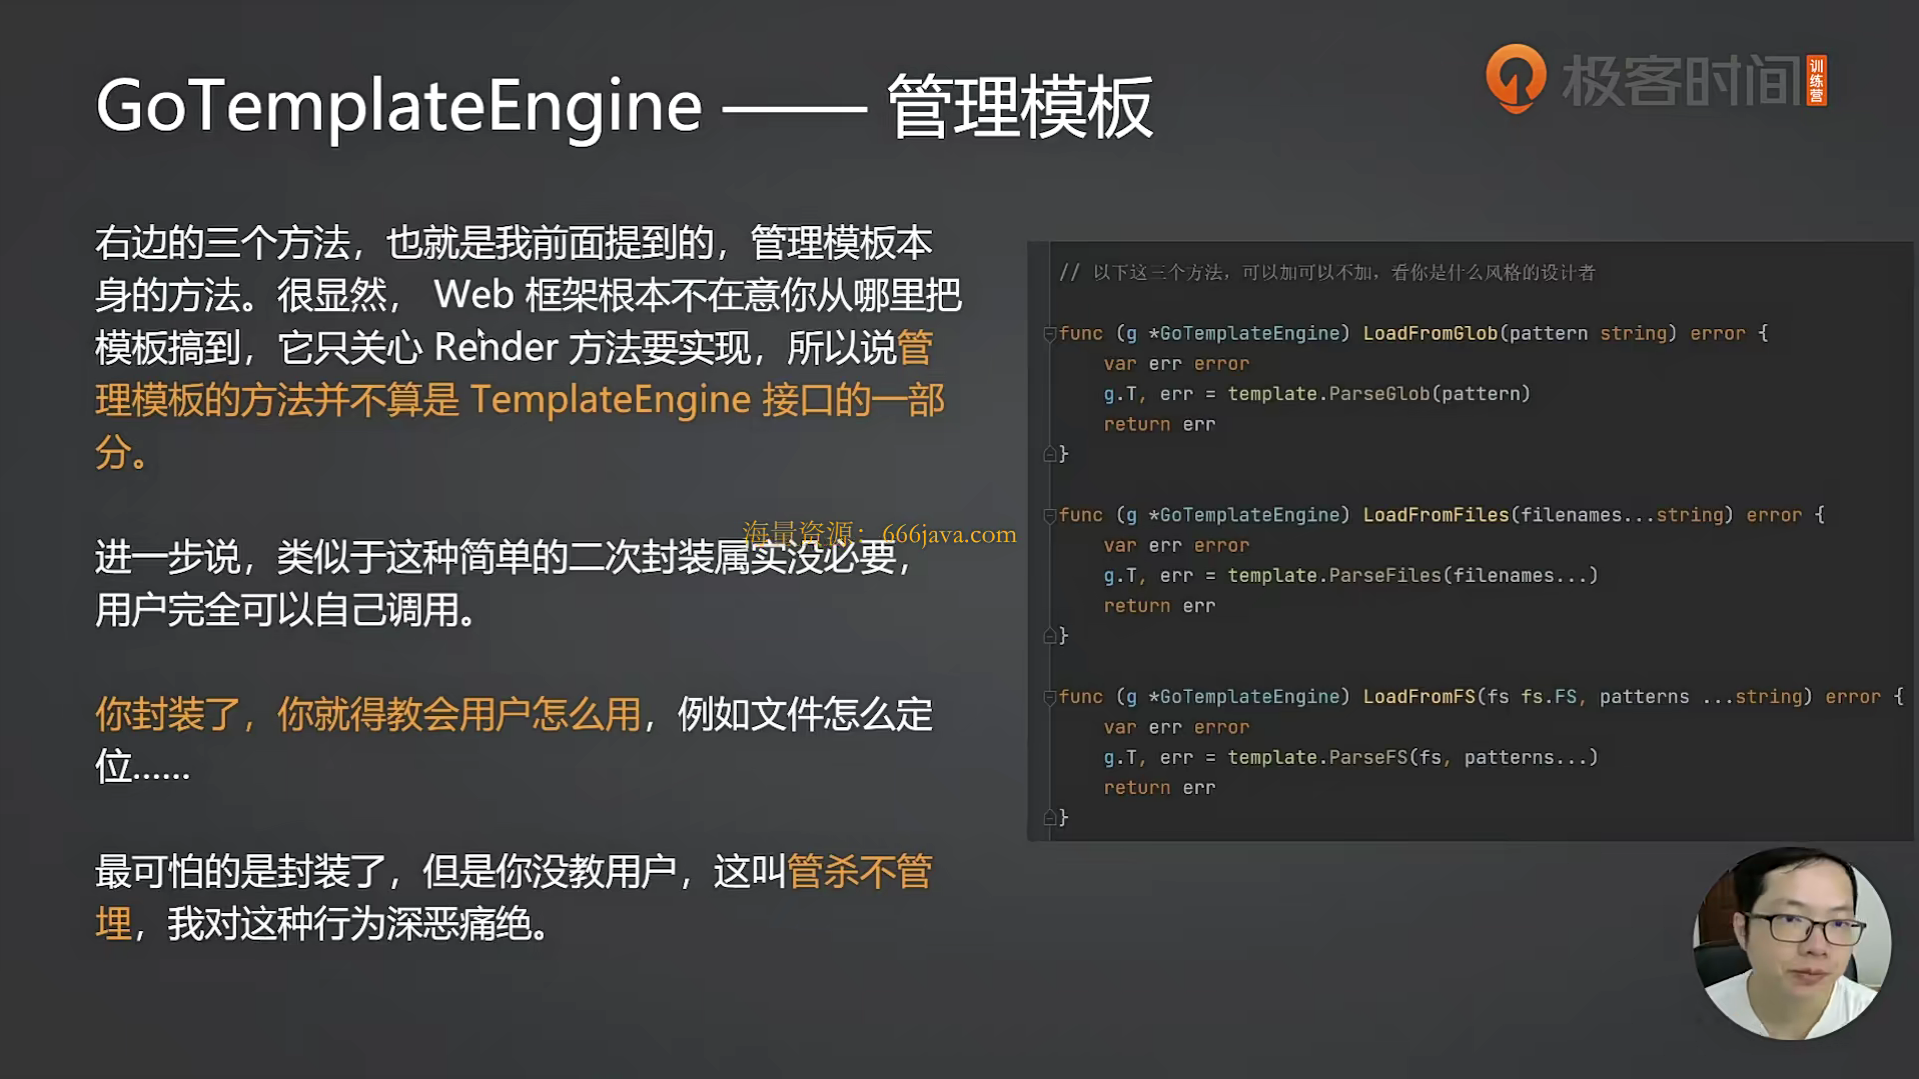 GoTemplateEngine —— 管理模板
极客时间
训练营
右边的三个方法，也就是我前面提到的，管理模板本
身的方法。很显然， Web 框架根本不在意你从哪里把
模板搞到，它只关心 Render 方法要实现，所以说管
理模板的方法并不算是 TemplateEngine 接口的一部
分。
进一步说，类似于这种简单的二次封装属实没必要，
用户完全可以自己调用。
你封装了，你就得教会用户怎么用，例如文件怎么定
位......
最可怕的是封装了，但是你没教用户，这叫管杀不管
埋，我对这种行为深恶痛绝。
海量资源：666java.com
// 以下这三个方法，可以加可以不加，看你是什么风格的设计者
func (g *GoTemplateEngine) LoadFromGlob(pattern string) error {
var err error
g.T, err = template.ParseGlob(pattern)
return err
}
func (g *GoTemplateEngine) LoadFromFiles(filenames...string) error {
var err error
g.T, err = template.ParseFiles(filenames...)
return err
}
func (g *GoTemplateEngine) LoadFromFS(fs fs.FS, patterns ...string) error {
var err error
g.T, err = template.ParseFS(fs, patterns...)
return err
}